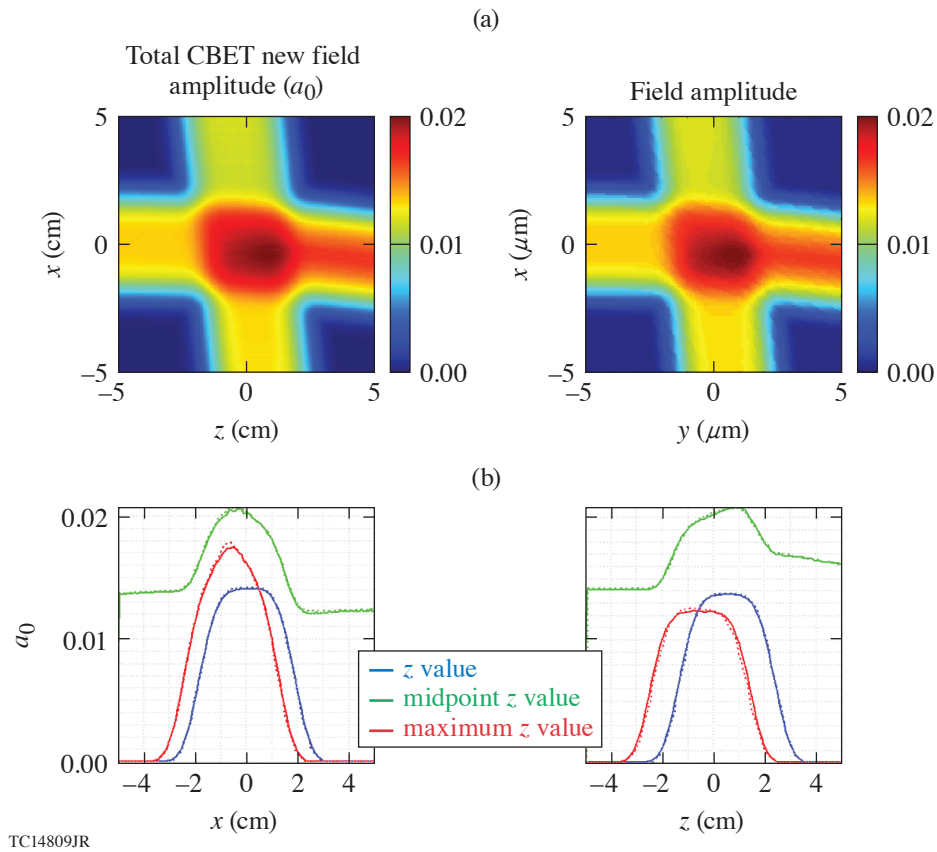 (a)
Total CBET new field
amplitude (a0)
5
0
−5
x (cm)
−5
0
5
z (cm)
0.02
0.01
0.00
Field amplitude
5
0
−5
x (μm)
−5
0
5
y (μm)
0.02
0.01
0.00
(b)
0.02
0.01
0.00
a0
−4
−2
0
2
4
x (cm)
z value
midpoint z value
maximum z value
−4
−2
0
2
4
z (cm)
TC14809JR